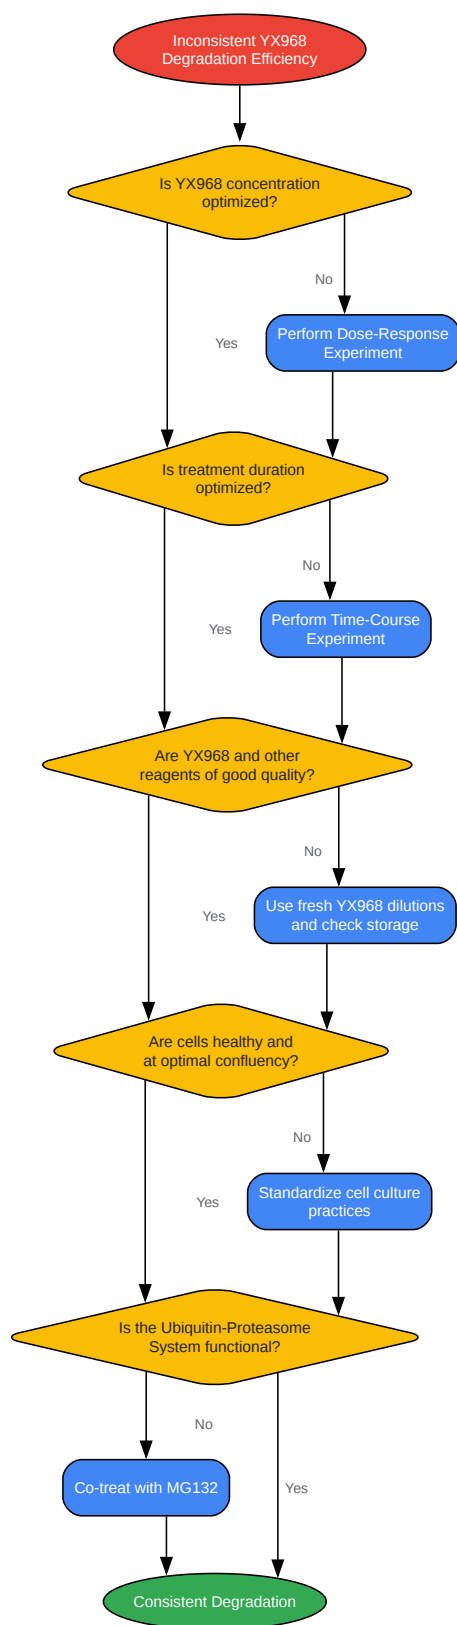 Inconsistent YX968
Degradation Efficiency
Is YX968 concentration
optimized?
No
Perform Dose-Response
Experiment
Yes
Is treatment duration
optimized?
No
Perform Time-Course
Experiment
Yes
Are YX968 and other
reagents of good quality?
No
Use fresh YX968 dilutions
and check storage
Yes
Are cells healthy and
at optimal confluency?
No
Standardize cell culture
practices
Yes
Is the Ubiquitin-Proteasome
System functional?
No
Co-treat with MG132
Yes
Consistent Degradation